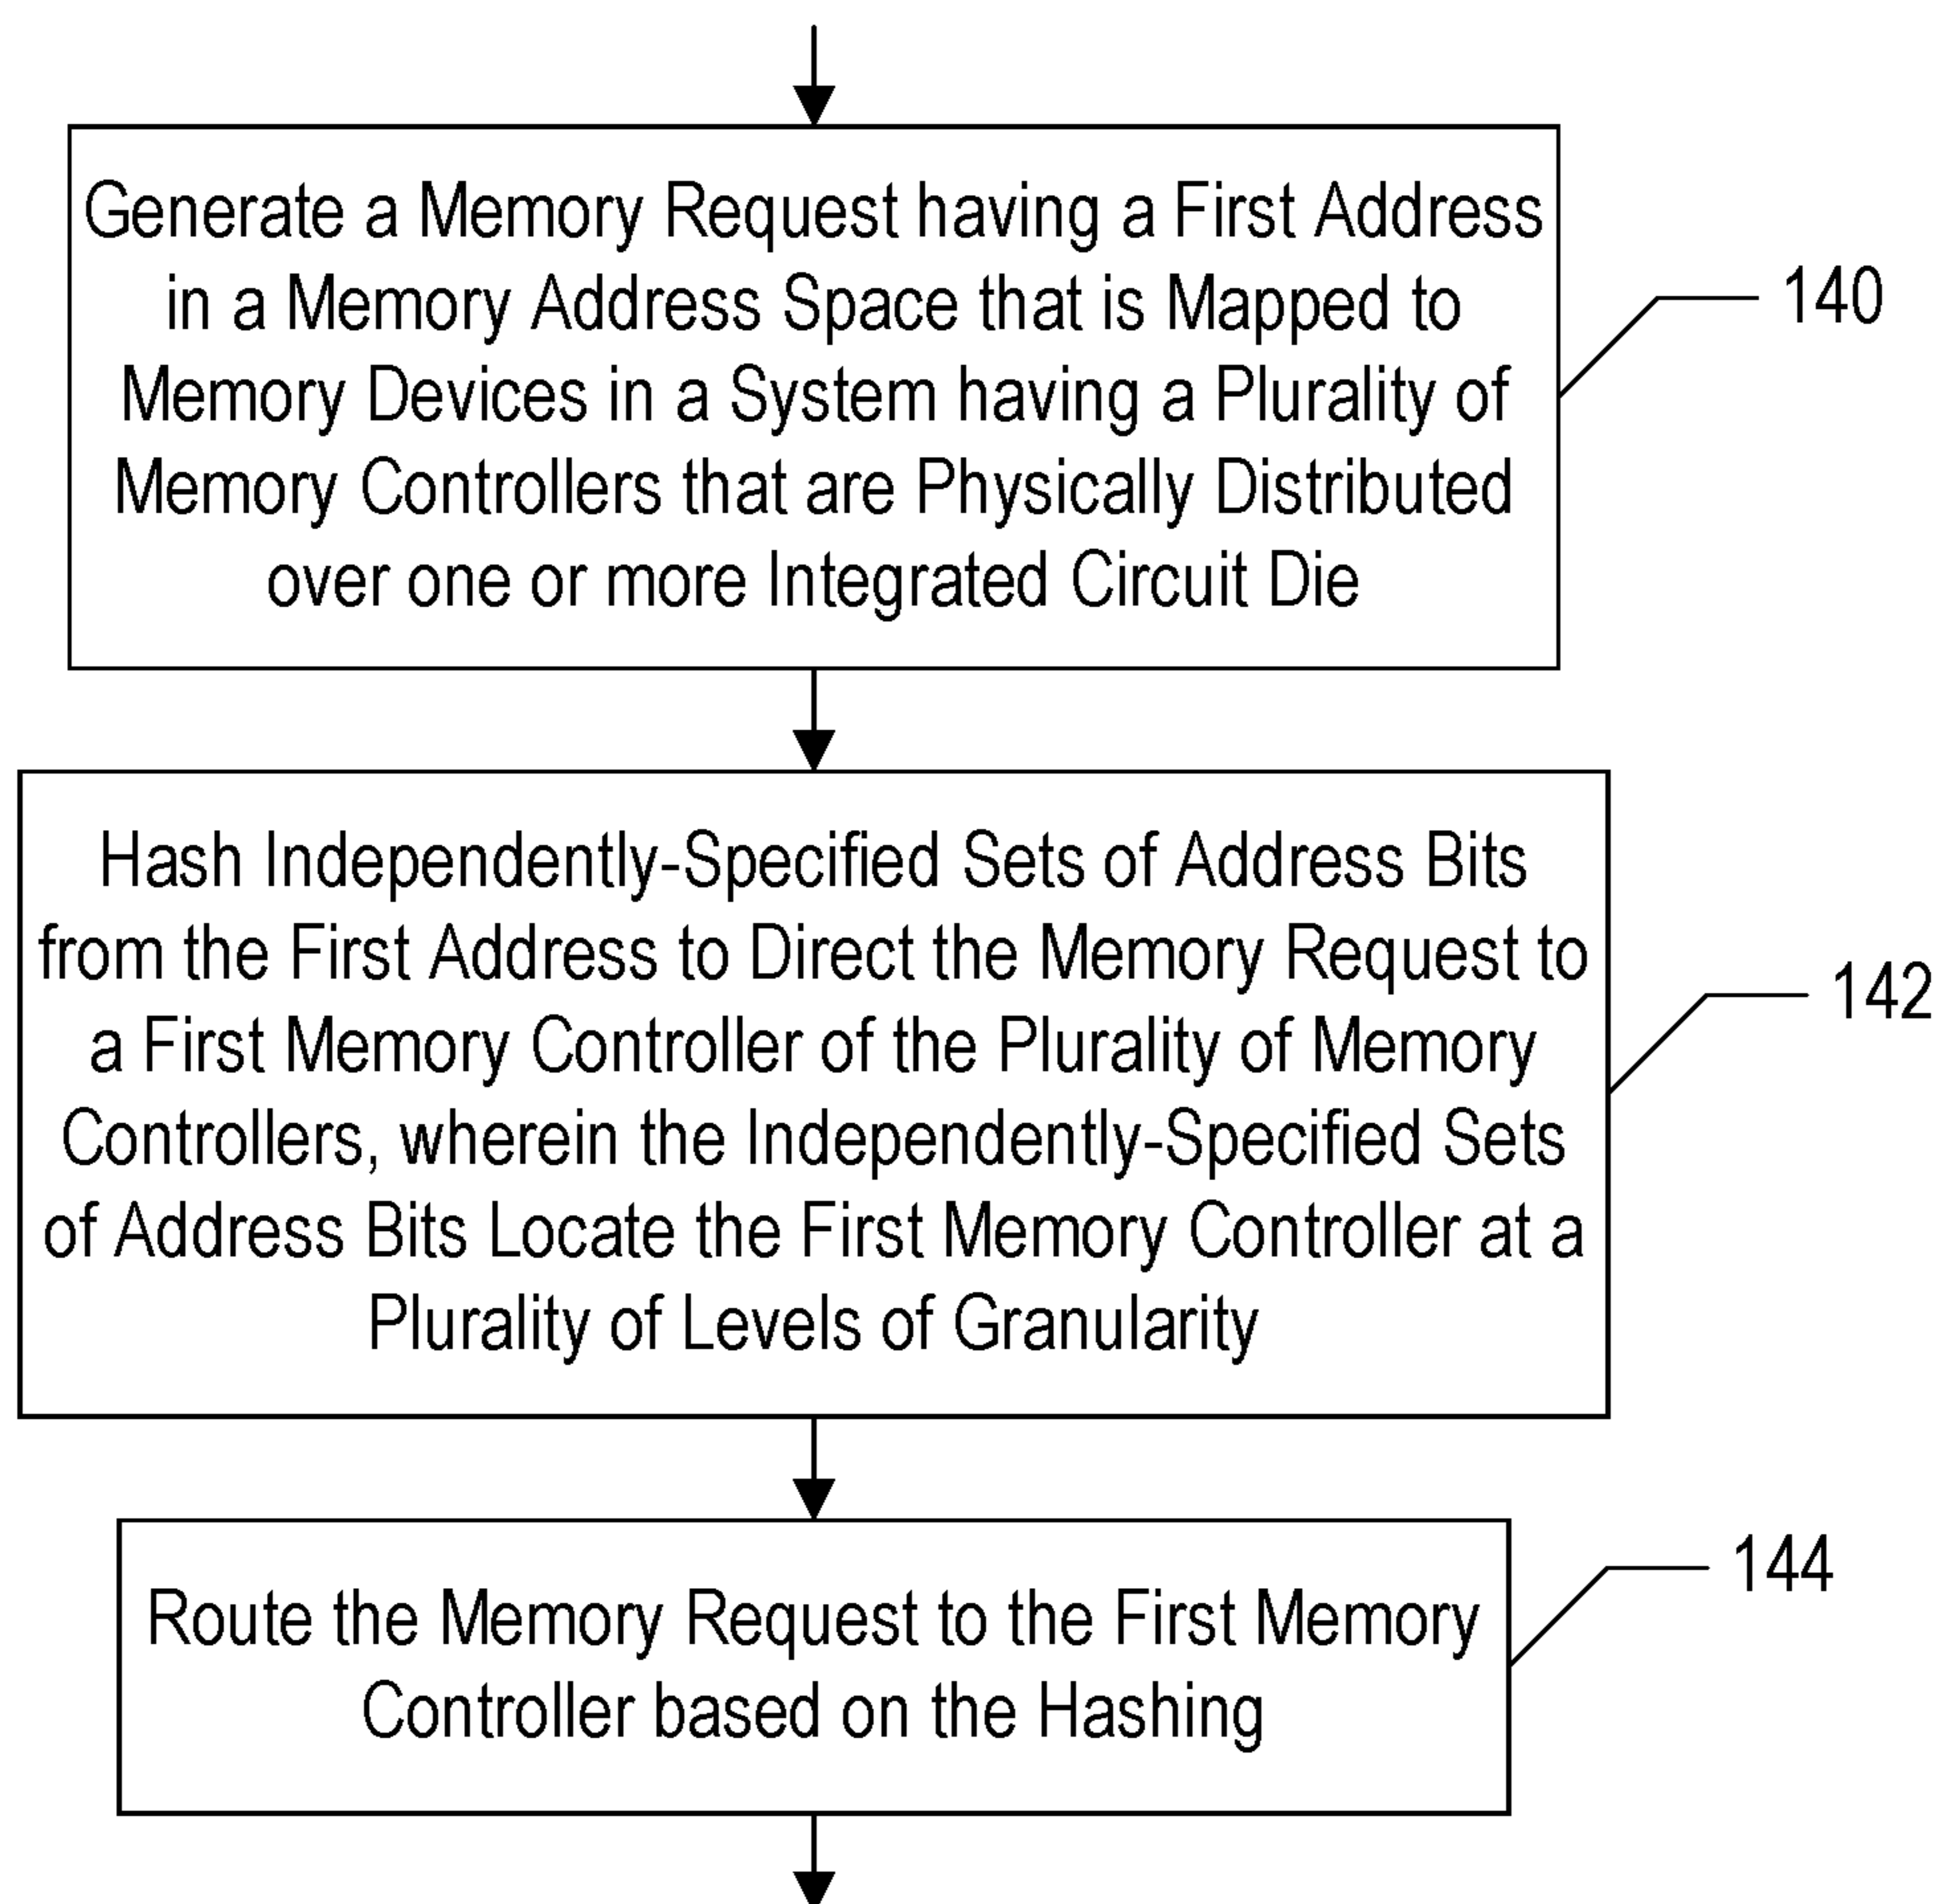 Generate a Memory Request having a First Address
in a Memory Address Space that is Mapped to
Memory Devices in a System having a Plurality of
Memory Controllers that are Physically Distributed
over one or more Integrated Circuit Die
140
Hash Independently-Specified Sets of Address Bits
from the First Address to Direct the Memory Request to
a First Memory Controller of the Plurality of Memory
Controllers, wherein the Independently-Specified Sets
of Address Bits Locate the First Memory Controller at a
Plurality of Levels of Granularity
142
Route the Memory Request to the First Memory
Controller based on the Hashing
144